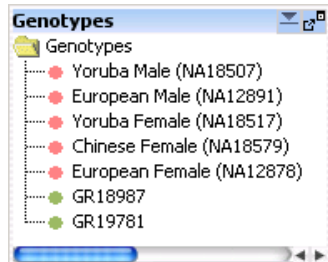 Genotypes
Genotypes
Yoruba Male (NA18507)
European Male (NA12891)
Yoruba Female (NA18517)
Chinese Female (NA18579)
European Female (NA12878)
GR18987
GR19781